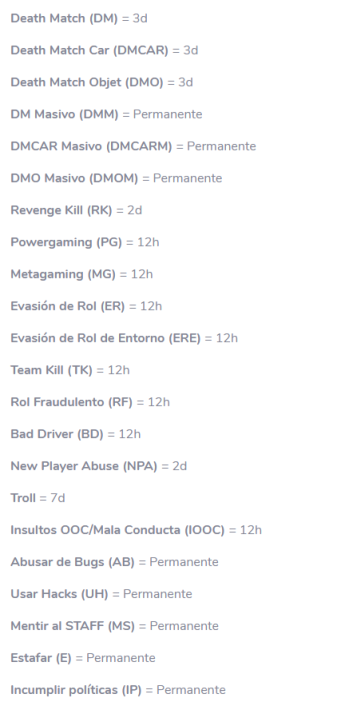 Death Match (DM) = 3d
Death Match Car (DMCAR) = 3d
Death Match Objet (DMO) = 3d
DM Masivo (DMM) = Permanente
DMCAR Masivo (DMCARM) = Permanente
DMO Masivo (DMOM) = Permanente
Revenge Kill (RK) = 2d
Powergaming (PG) = 12h
Metagaming (MG) = 12h
Evasión de Rol (ER) = 12h
Evasión de Rol de Entorno (ERE) = 12h
Team Kill (TK) = 12h
Rol Fraudulento (RF) = 12h
Bad Driver (BD) = 12h
New Player Abuse (NPA) = 2d
Troll = 7d
Insultos OOC/Mala Conducta (IOOC) = 12h
Abusar de Bugs (AB) = Permanente
Usar Hacks (UH) = Permanente
Mentir al STAFF (MS) = Permanente
Estafar (E) = Permanente
Incumplir políticas (IP) = Permanente